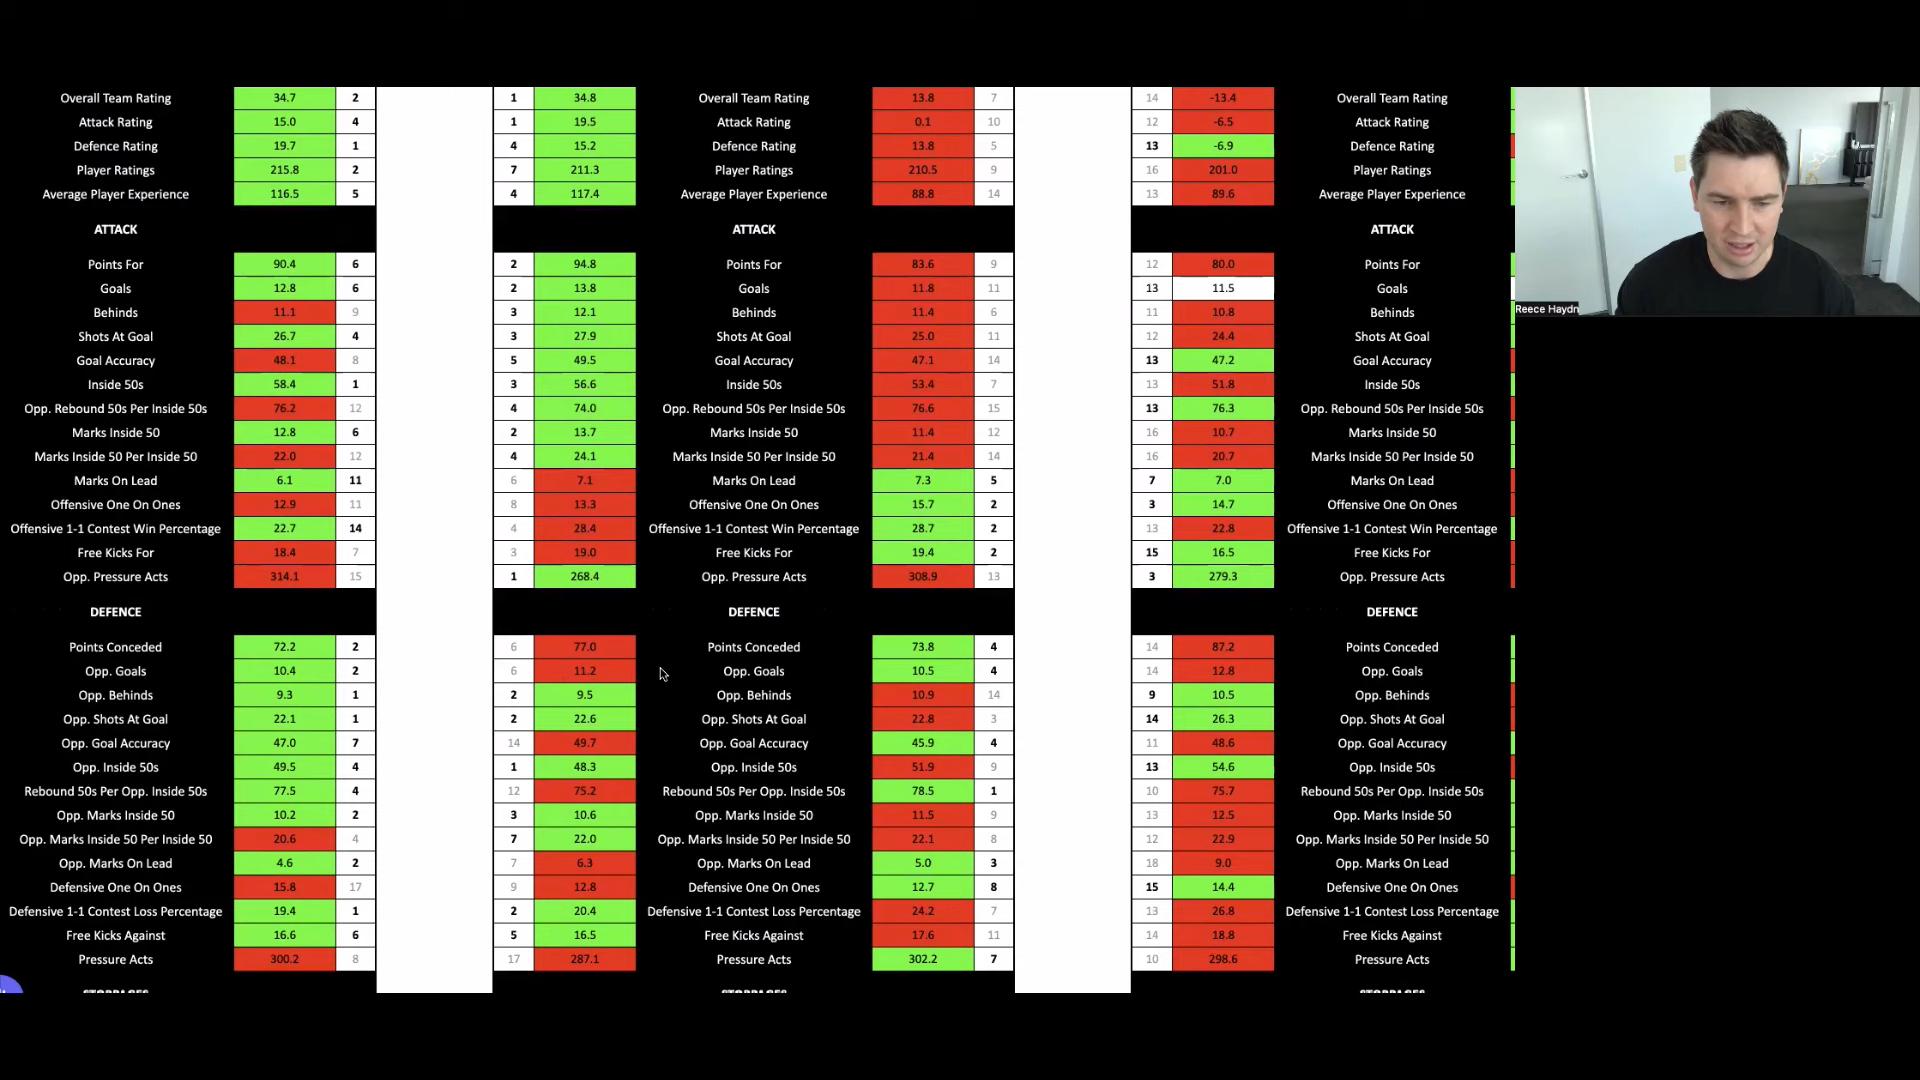 Overall Team Rating 34.7 2 1 34.8 Overall Team Rating 13.8 7 14 -13.4 Overall Team Rating
Attack Rating 15.0 4 1 19.5 Attack Rating 0.1 10 12 -6.5 Attack Rating
Defence Rating 19.7 1 4 15.2 Defence Rating 13.8 5 13 -6.9 Defence Rating
Player Ratings 215.8 2 7 211.3 Player Ratings 210.5 9 16 201.0 Player Ratings
Average Player Experience 116.5 5 4 117.4 Average Player Experience 88.8 14 13 89.6 Average Player Experience
ATTACK ATTACK ATTACK
Points For 90.4 6 2 94.8 Points For 83.6 9 12 80.0 Points For
Goals 12.8 6 2 13.8 Goals 11.8 11 13 11.5 Goals
Behinds 11.1 9 3 12.1 Behinds 11.4 6 11 10.8 Behinds
Reece Haydn
Shots At Goal 26.7 4 3 27.9 Shots At Goal 25.0 11 12 24.4 Shots At Goal
Goal Accuracy 48.1 8 5 49.5 Goal Accuracy 47.1 14 13 47.2 Goal Accuracy
Inside 50s 58.4 1 3 56.6 Inside 50s 53.4 7 13 51.8 Inside 50s
Opp. Rebound 50s Per Inside 50s 76.2 12 4 74.0 Opp. Rebound 50s Per Inside 50s 76.6 15 13 76.3 Opp. Rebound 50s Per Inside 50s
Marks Inside 50 12.8 6 2 13.7 Marks Inside 50 11.4 12 16 10.7 Marks Inside 50
Marks Inside 50 Per Inside 50 22.0 12 4 24.1 Marks Inside 50 Per Inside 50 21.4 14 16 20.7 Marks Inside 50 Per Inside 50
Marks On Lead 6.1 11 6 7.1 Marks On Lead 7.3 5 7 7.0 Marks On Lead
Offensive One On Ones 12.9 11 8 13.3 Offensive One On Ones 15.7 2 3 14.7 Offensive One On Ones
Offensive 1-1 Contest Win Percentage 22.7 14 4 28.4 Offensive 1-1 Contest Win Percentage 28.7 2 13 22.8 Offensive 1-1 Contest Win Percentage
Free Kicks For 18.4 7 3 19.0 Free Kicks For 19.4 2 15 16.5 Free Kicks For
Opp. Pressure Acts 314.1 15 1 268.4 Opp. Pressure Acts 308.9 13 3 279.3 Opp. Pressure Acts
DEFENCE DEFENCE DEFENCE
Points Conceded 72.2 2 6 77.0 Points Conceded 73.8 4 14 87.2 Points Conceded
Opp. Goals 10.4 2 6 11.2 Opp. Goals 10.5 4 14 12.8 Opp. Goals
Opp. Behinds 9.3 1 2 9.5 Opp. Behinds 10.9 14 9 10.5 Opp. Behinds
Opp. Shots At Goal 22.1 1 2 22.6 Opp. Shots At Goal 22.8 3 14 26.3 Opp. Shots At Goal
Opp. Goal Accuracy 47.0 7 14 49.7 Opp. Goal Accuracy 45.9 4 11 48.6 Opp. Goal Accuracy
Opp. Inside 50s 49.5 4 1 48.3 Opp. Inside 50s 51.9 9 13 54.6 Opp. Inside 50s
Rebound 50s Per Opp. Inside 50s 77.5 4 12 75.2 Rebound 50s Per Opp. Inside 50s 78.5 1 10 75.7 Rebound 50s Per Opp. Inside 50s
Opp. Marks Inside 50 10.2 2 3 10.6 Opp. Marks Inside 50 11.5 9 13 12.5 Opp. Marks Inside 50
Opp. Marks Inside 50 Per Inside 50 20.6 4 7 22.0 Opp. Marks Inside 50 Per Inside 50 22.1 8 12 22.9 Opp. Marks Inside 50 Per Inside 50
Opp. Marks On Lead 4.6 2 7 6.3 Opp. Marks On Lead 5.0 3 18 9.0 Opp. Marks On Lead
Defensive One On Ones 15.8 17 9 12.8 Defensive One On Ones 12.7 8 15 14.4 Defensive One On Ones
Defensive 1-1 Contest Loss Percentage 19.4 1 2 20.4 Defensive 1-1 Contest Loss Percentage 24.2 7 13 26.8 Defensive 1-1 Contest Loss Percentage
Free Kicks Against 16.6 6 5 16.5 Free Kicks Against 17.6 11 14 18.8 Free Kicks Against
Pressure Acts 300.2 8 17 287.1 Pressure Acts 302.2 7 10 298.6 Pressure Acts